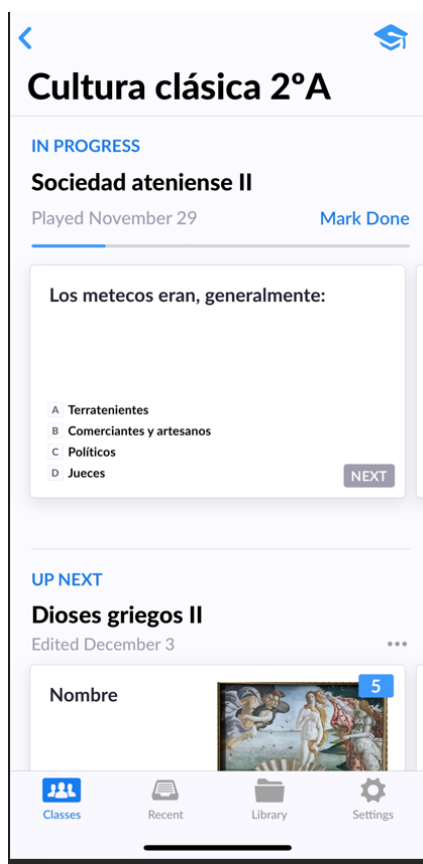 Cultura clásica 2ºA
IN PROGRESS
Sociedad ateniense II
Played November 29 Mark Done
Los metecos eran, generalmente:
A Terratenientes
B Comerciantes y artesanos
C Políticos
D Jueces
NEXT
UP NEXT
Dioses griegos II
Edited December 3
5
Nombre
Classes Recent Library Settings